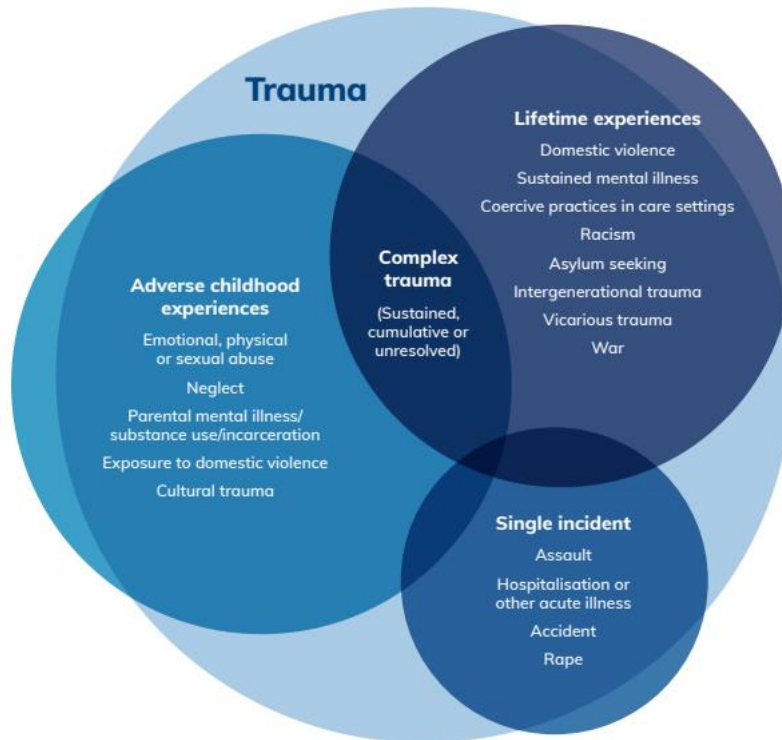 Trauma
Lifetime experiences
Domestic violence
Sustained mental illness
Coercive practices in care settings
Racism
Asylum seeking
Intergenerational trauma
Vicarious trauma
War
Complex
trauma
(Sustained,
cumulative or
unresolved)
Adverse childhood
experiences
Emotional, physical
or sexual abuse
Neglect
Parental mental illness/
substance use/incarceration
Exposure to domestic violence
Cultural trauma
Single incident
Assault
Hospitalisation or
other acute illness
Accident
Rape